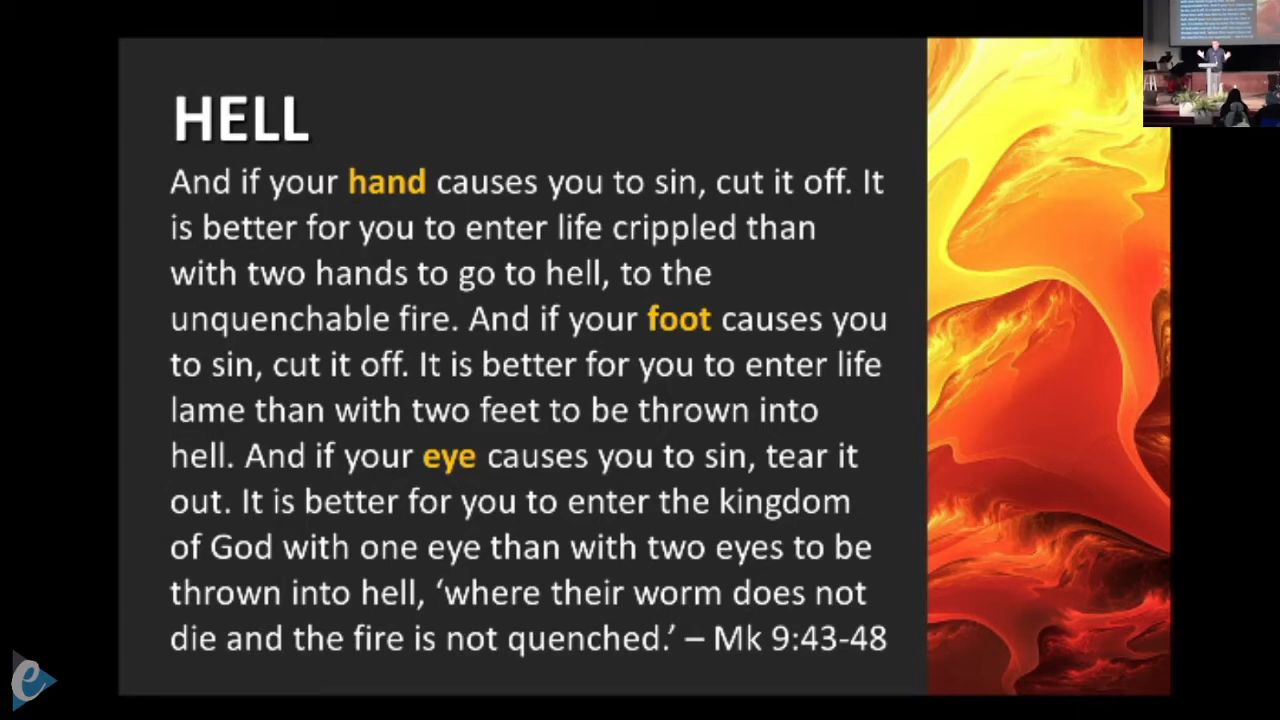 HELL
And if your hand causes you to sin, cut it off. It
is better for you to enter life crippled than
with two hands to go to hell, to the
unquenchable fire. And if your foot causes you
to sin, cut it off. It is better for you to enter life
lame than with two feet to be thrown into
hell. And if your eye causes you to sin, tear it
out. It is better for you to enter the kingdom
of God with one eye than with two eyes to be
thrown into hell, ‘where their worm does not
die and the fire is not quenched.’ – Mk 9:43-48
e